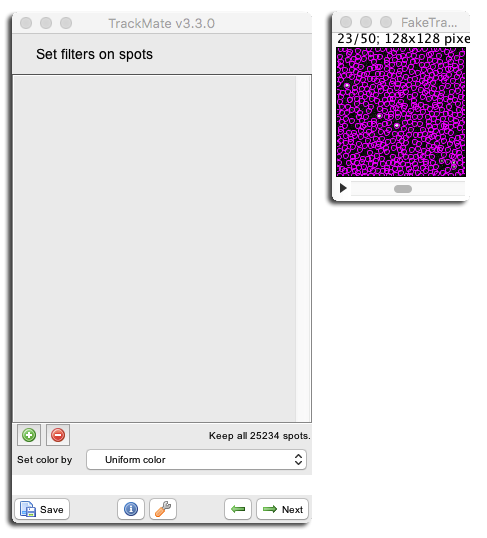 TrackMate v3.3.0
Set filters on spots
Keep all 25234 spots.
Set color by
Uniform color
Save
Next
FakeTra...
23/50; 128x128 pixe